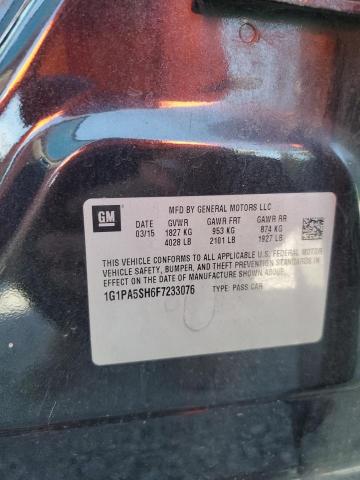 MFD BY GENERAL MOTORS LLC
GM
DATE GVWR GAWR FRT GAWR RR
03/15 1827 KG 953 KG 874 KG
4028 LB 2101 LB 1927 LB
THIS VEHICLE CONFORMS TO ALL APPLICABLE U.S. FEDERAL MOTOR
VEHICLE SAFETY, BUMPER, AND THEFT PREVENTION STANDARDS IN
EFFECT ON THE DATE OF MANUFACTURE SHOWN ABOVE.
1G1PA5SH6F7233076 TYPE: PASS CAR